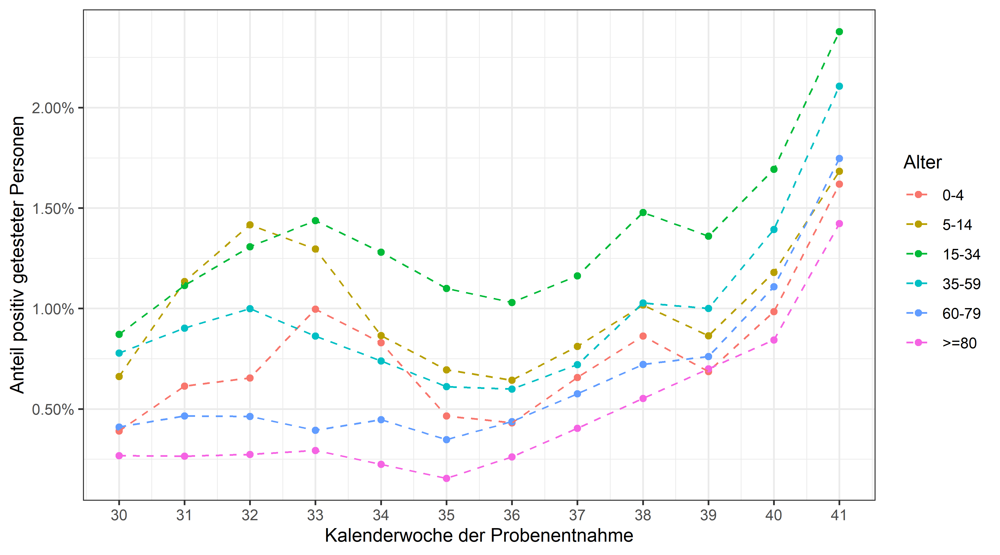 Anteil positiv getesteter Personen
2.00%
1.50%
1.00%
0.50%
30 31 32 33 34 35 36 37 38 39 40 41
Kalenderwoche der Probenentnahme
Alter
0-4
5-14
15-34
35-59
60-79
>=80